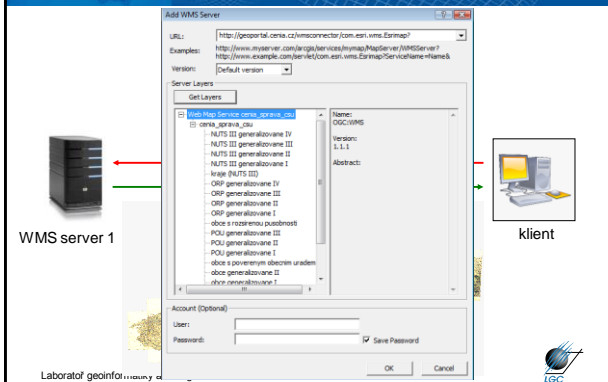 Add WMS Server
URL:
http://geoportal.cenia.cz/wmsconnector/com.esri.wms.Esrimap?
Examples:
http://www.myserver.com/arcgis/services/mymap/MapServer/WMSServer?
http://www.example.com/servlet/com.esri.wms.Esrimap?ServiceName=Name&
Version:
Default version
Server Layers
Get Layers
Web Map Service cenia_sprava_csu
cenia_sprava_csu
NUTS III generalizovane IV
NUTS III generalizovane III
NUTS III generalizovane II
NUTS III generalizovane I
kraje (NUTS III)
ORP generalizovane IV
ORP generalizovane III
ORP generalizovane II
ORP generalizovane I
obce s rozsirenou pusobnosti
POU generalizovane III
POU generalizovane II
POU generalizovane I
obce s poverenym obecnim uradem
obce generalizovane II
obce generalizovane I
Name:
OGC:WMS
Version:
1.1.1
Abstract:
WMS server 1
klient
Account (Optional)
User:
Password:
Save Password
OK
Cancel
Laboratoř geoinformatiky a
LGC